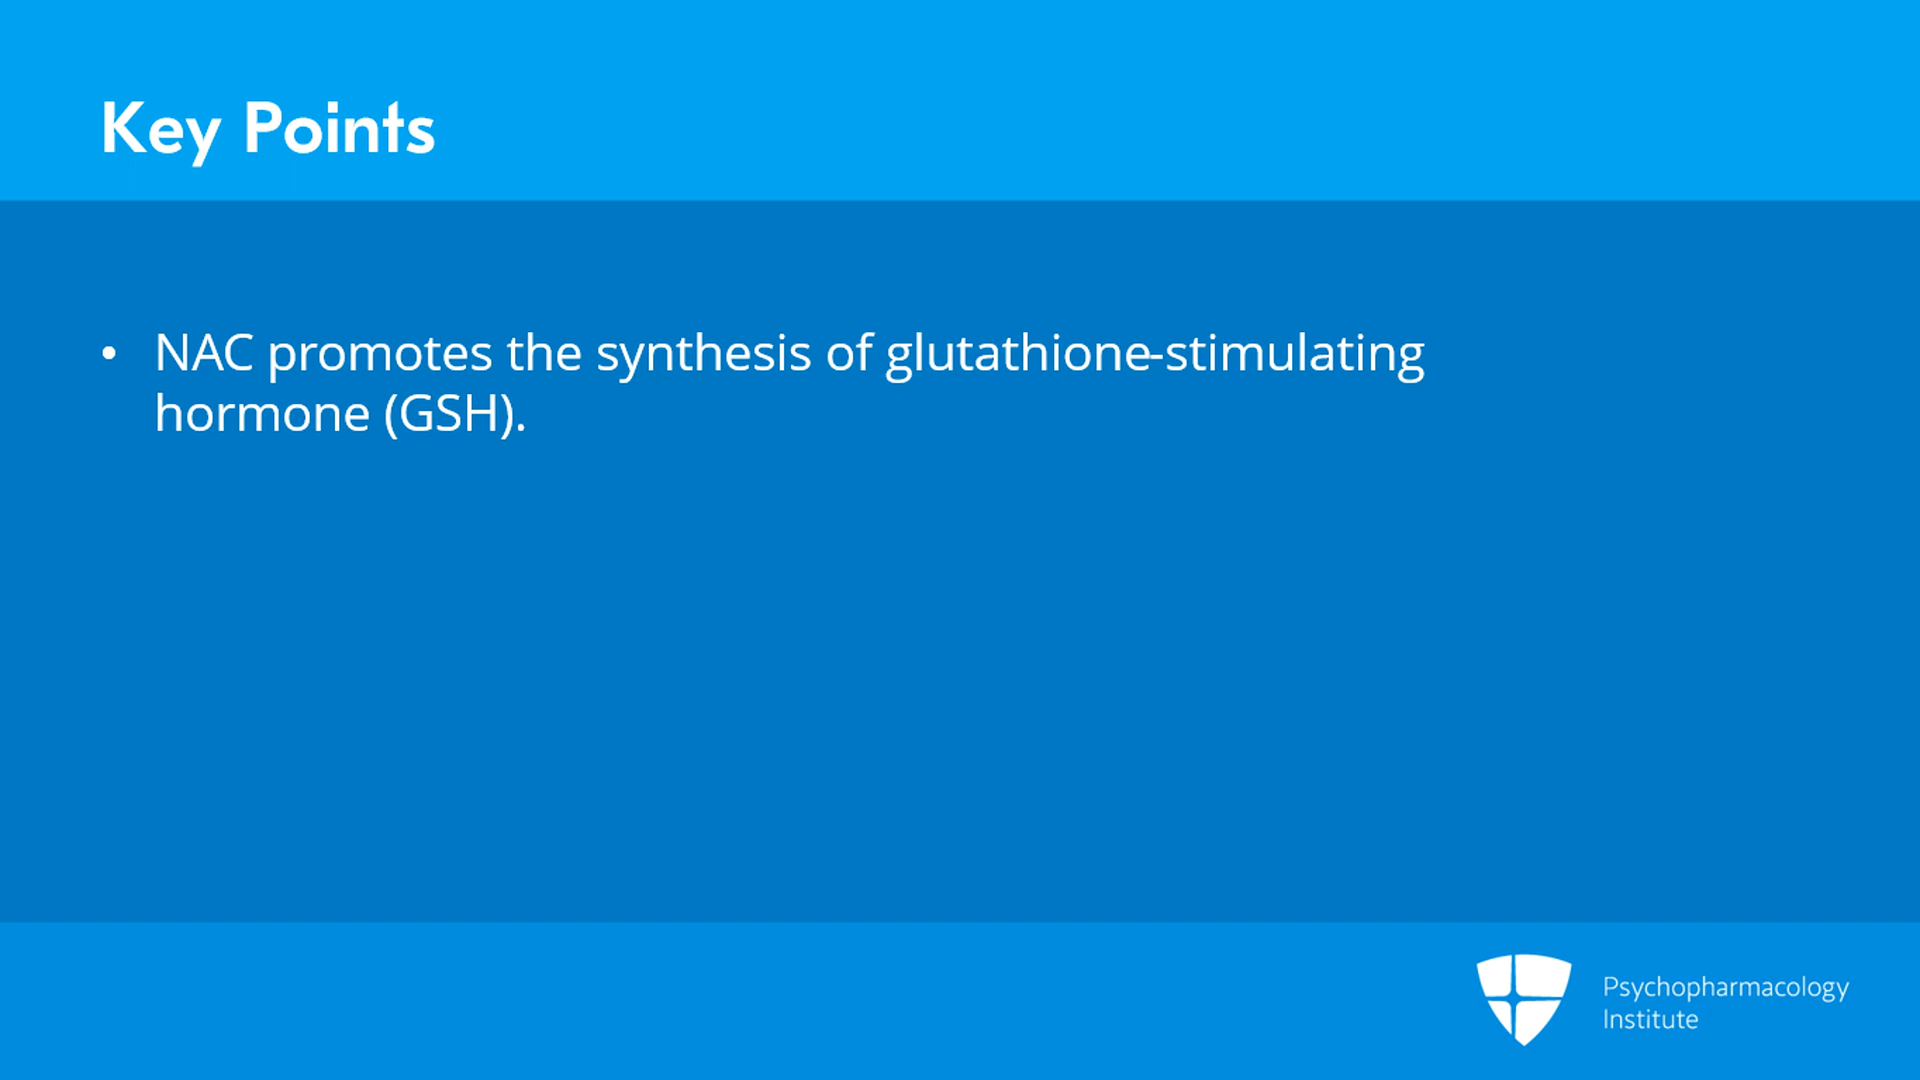 Key Points
• NAC promotes the synthesis of glutathione-stimulating
hormone (GSH).
Psychopharmacology
Institute